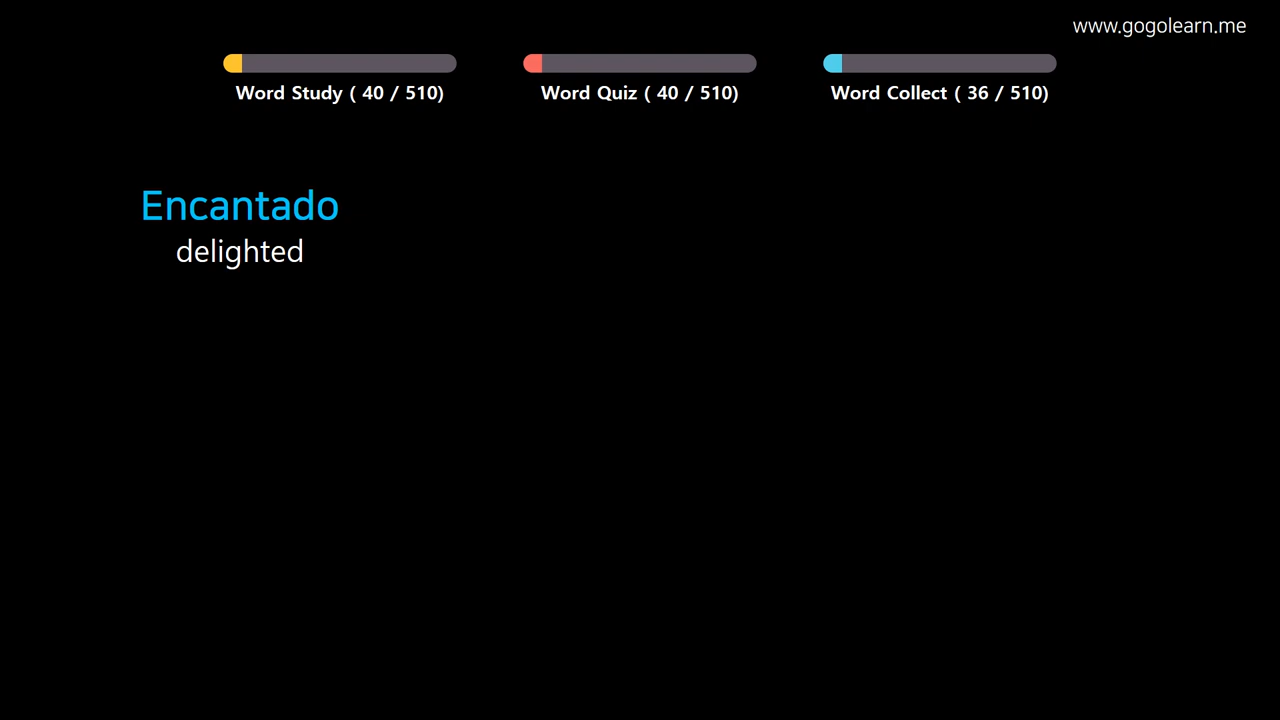 www.gogolearn.me
Word Study ( 40 / 510)
Word Quiz ( 40 / 510)
Word Collect ( 36 / 510)
Encantado
delighted